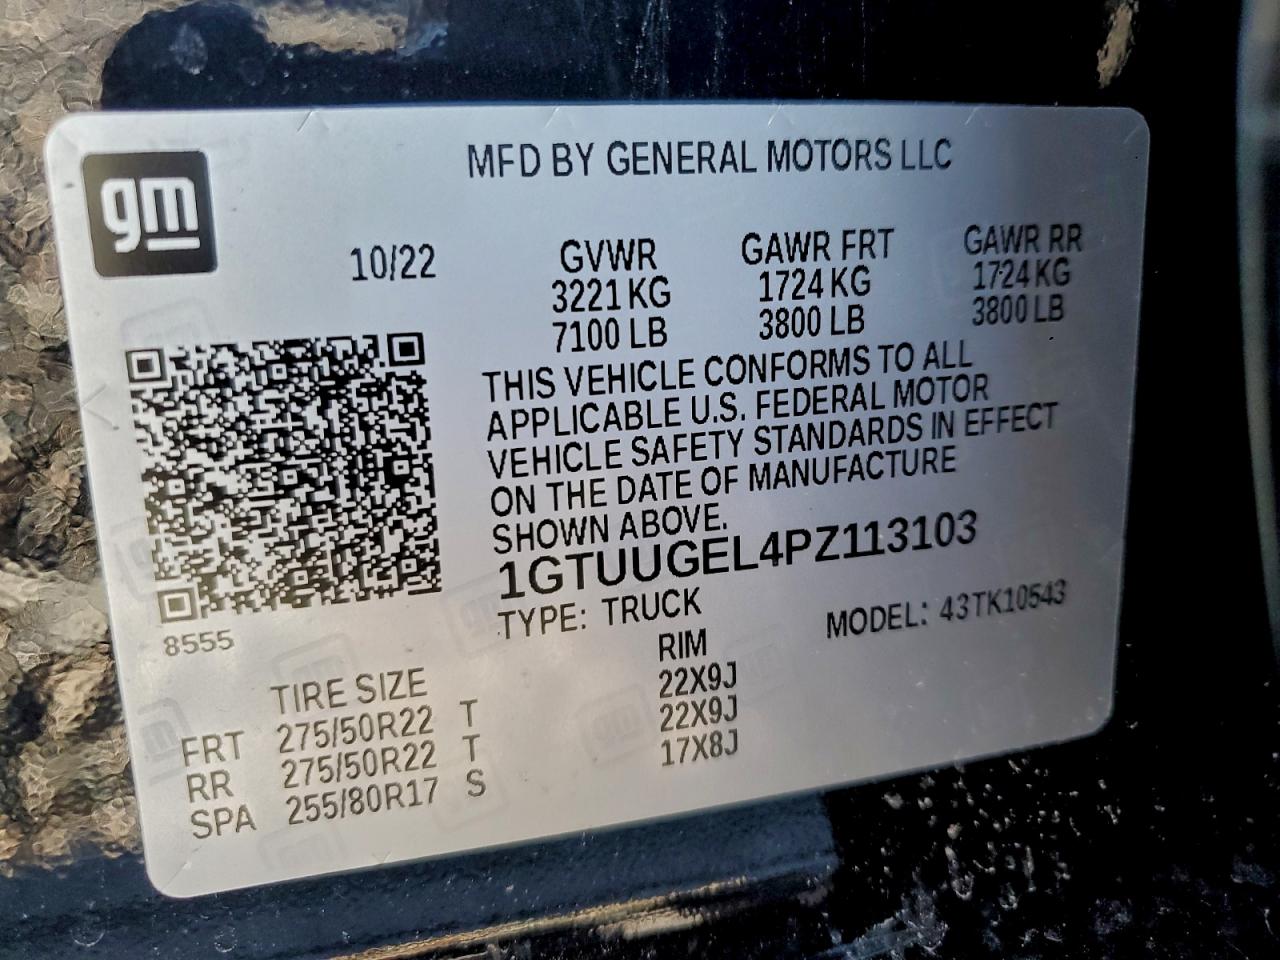 gm
MFD BY GENERAL MOTORS LLC
10/22 GVWR GAWR FRT GAWR RR
3221 KG 1724 KG 1724 KG
7100 LB 3800 LB 3800 LB
THIS VEHICLE CONFORMS TO ALL
APPLICABLE U.S. FEDERAL MOTOR
VEHICLE SAFETY STANDARDS IN EFFECT
ON THE DATE OF MANUFACTURE
SHOWN ABOVE.
1GTUUGEL4PZ113103
TYPE: TRUCK MODEL: 43TK10543
8555
TIRE SIZE RIM
FRT 275/50R22 T 22X9J
RR 275/50R22 T 22X9J
SPA 255/80R17 S 17X8J